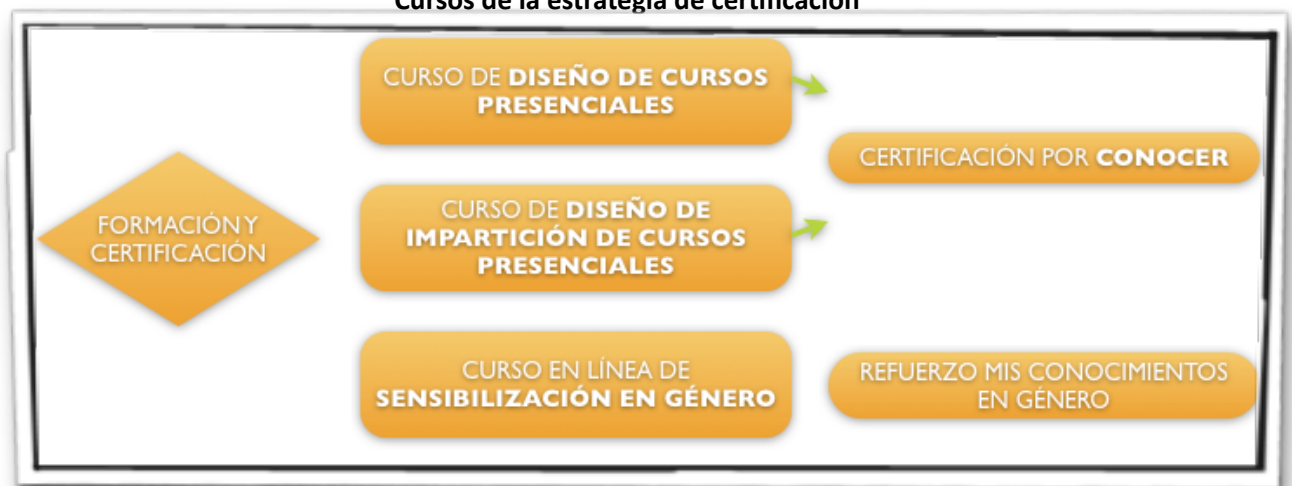 Cursos de la estrategia de certificación
CURSO DE DISEÑO DE CURSOS
PRESENCIALES
CERTIFICACIÓN POR CONOCER
FORMACIÓN Y
CERTIFICACIÓN
CURSO DE DISEÑO DE
IMPARTICIÓN DE CURSOS
PRESENCIALES
CURSO EN LÍNEA DE
SENSIBILIZACIÓN EN GÉNERO
REFUERZO MIS CONOCIMIENTOS
EN GÉNERO